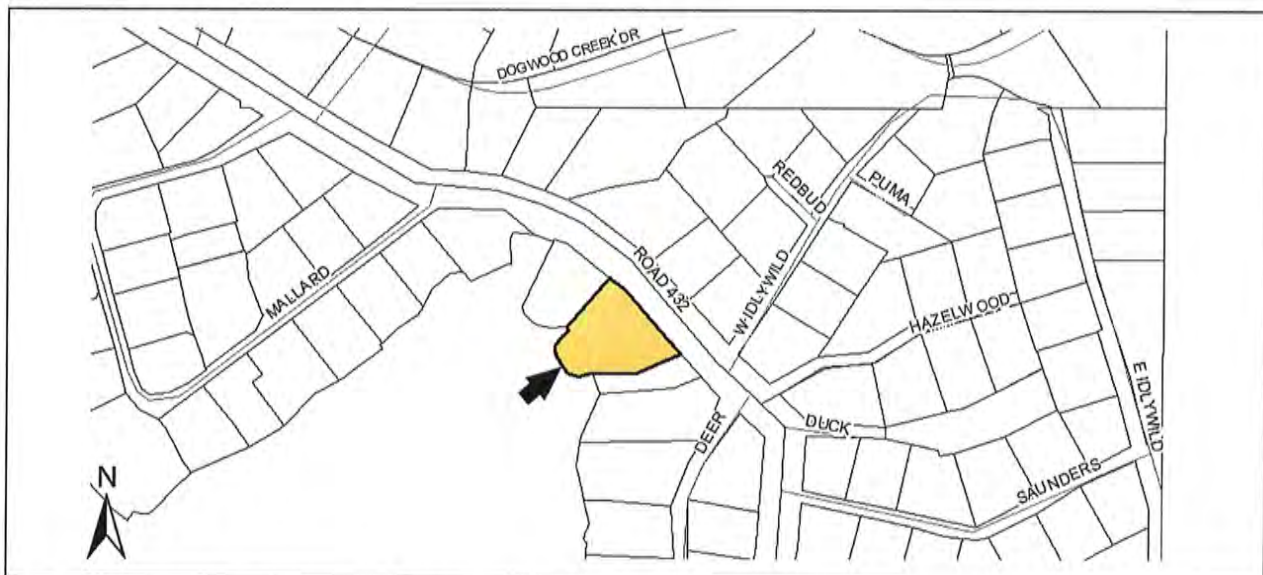 DOGWOOD CREEK DR
REDBUD
PUMA
ROAD 432
MALLARD
W IDLYWILD
HAZELWOOD
E IDLYWILD
DUCK
DEER
SAUNDERS
N